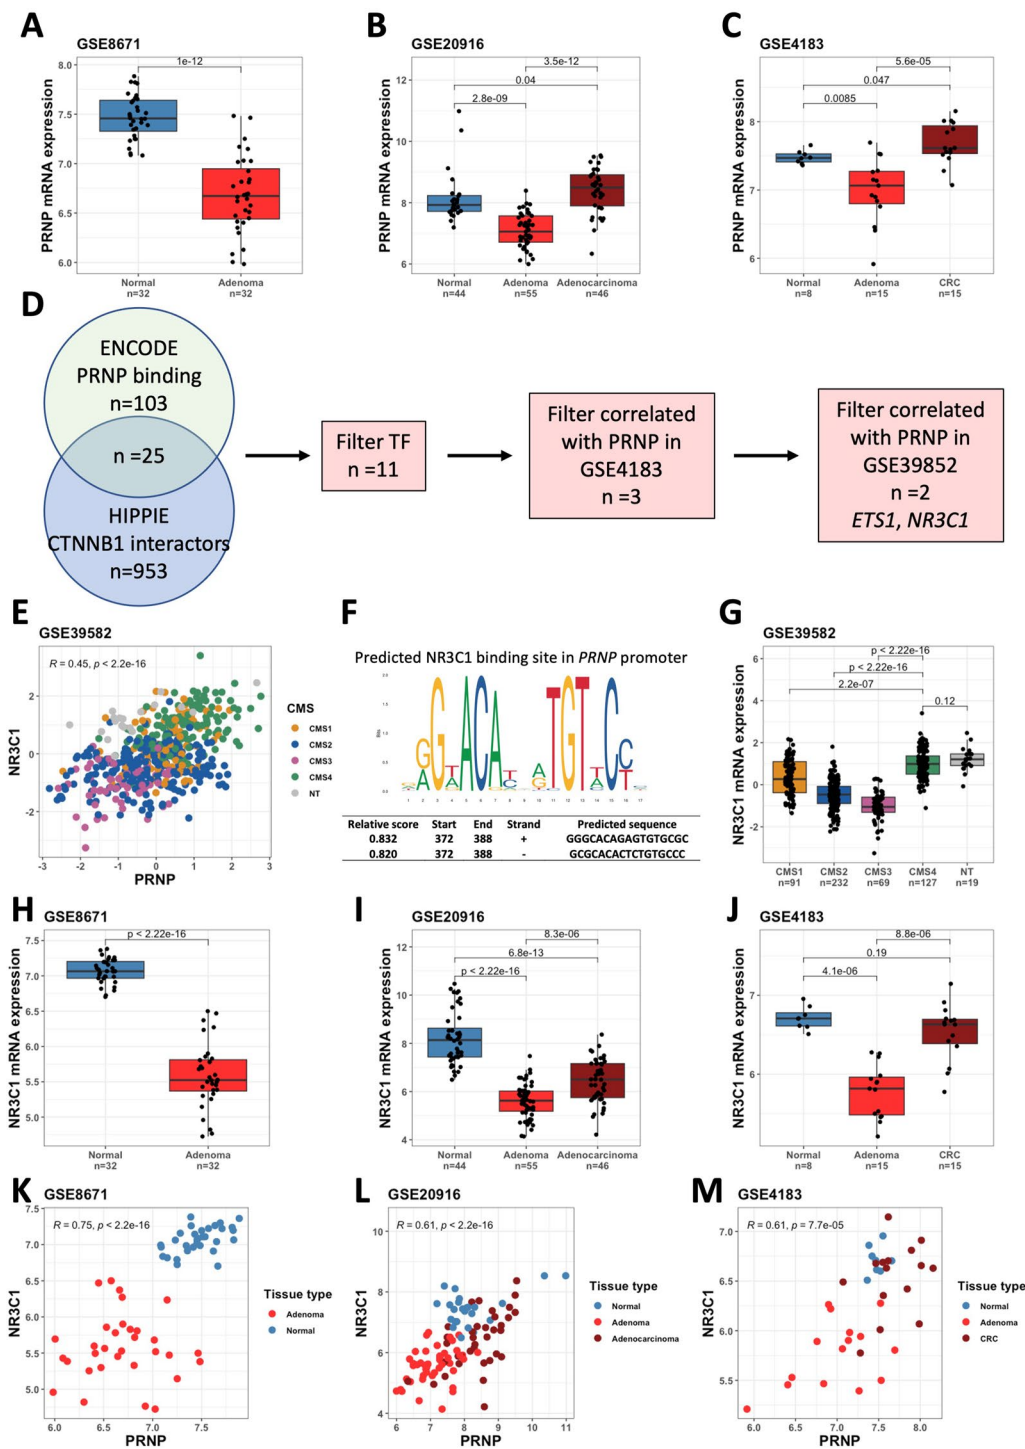 A
GSE8671
PRNP mRNA expression
8.0
7.5
7.0
6.5
6.0
1e-12
Normal
n=32
Adenoma
n=32
B
GSE20916
PRNP mRNA expression
12
10
8
6
3.5e-12
0.04
2.8e-09
Normal
n=44
Adenoma
n=55
Adenocarcinoma
n=46
C
GSE4183
PRNP mRNA expression
8
7
6
5.6e-05
0.047
0.0085
Normal
n=8
Adenoma
n=15
CRC
n=15
D
ENCODE
PRNP binding
n=103
n =25
HIPPIE
CTNNB1 interactors
n=953
Filter TF
n =11
Filter correlated
with PRNP in
GSE4183
n =3
Filter correlated
with PRNP in
GSE39852
n =2
ETS1, NR3C1
E
GSE39582
R = 0.45, p < 2.2e-16
NR3C1
2
0
-2
-3 -2 -1 0 1 2 3
PRNP
CMS
CMS1
CMS2
CMS3
CMS4
NT
F
Predicted NR3C1 binding site in PRNP promoter
Relative score Start End Strand Predicted sequence
0.832 372 388 + GGGCACAGAGTGTGCGC
0.820 372 388 - GCGCACACTCTGTGCCC
G
GSE39582
NR3C1 mRNA expression
6
4
2
0
-2
p < 2.22e-16
p < 2.22e-16
2.2e-07
0.12
CMS1
n=91
CMS2
n=232
CMS3
n=69
CMS4
n=127
NT
n=19
H
GSE8671
NR3C1 mRNA expression
7.5
7.0
6.5
6.0
5.5
5.0
p < 2.22e-16
Normal
n=32
Adenoma
n=32
I
GSE20916
NR3C1 mRNA expression
12
10
8
6
4
8.3e-06
6.8e-13
p < 2.22e-16
Normal
n=44
Adenoma
n=55
Adenocarcinoma
n=46
J
GSE4183
NR3C1 mRNA expression
7
6
8.8e-06
0.19
4.1e-06
Normal
n=8
Adenoma
n=15
CRC
n=15
K
GSE8671
R = 0.75, p < 2.2e-16
NR3C1
7.5
7.0
6.5
6.0
5.5
5.0
6.0 6.5 7.0 7.5
PRNP
Tissue type
Adenoma
Normal
L
GSE20916
R = 0.61, p < 2.2e-16
NR3C1
10
8
6
4
6 7 8 9 10 11
PRNP
Tissue type
Normal
Adenoma
Adenocarcinoma
M
GSE4183
R = 0.61, p = 7.7e-05
NR3C1
7.0
6.5
6.0
5.5
6.0 6.5 7.0 7.5 8.0
PRNP
Tissue type
Normal
Adenoma
CRC